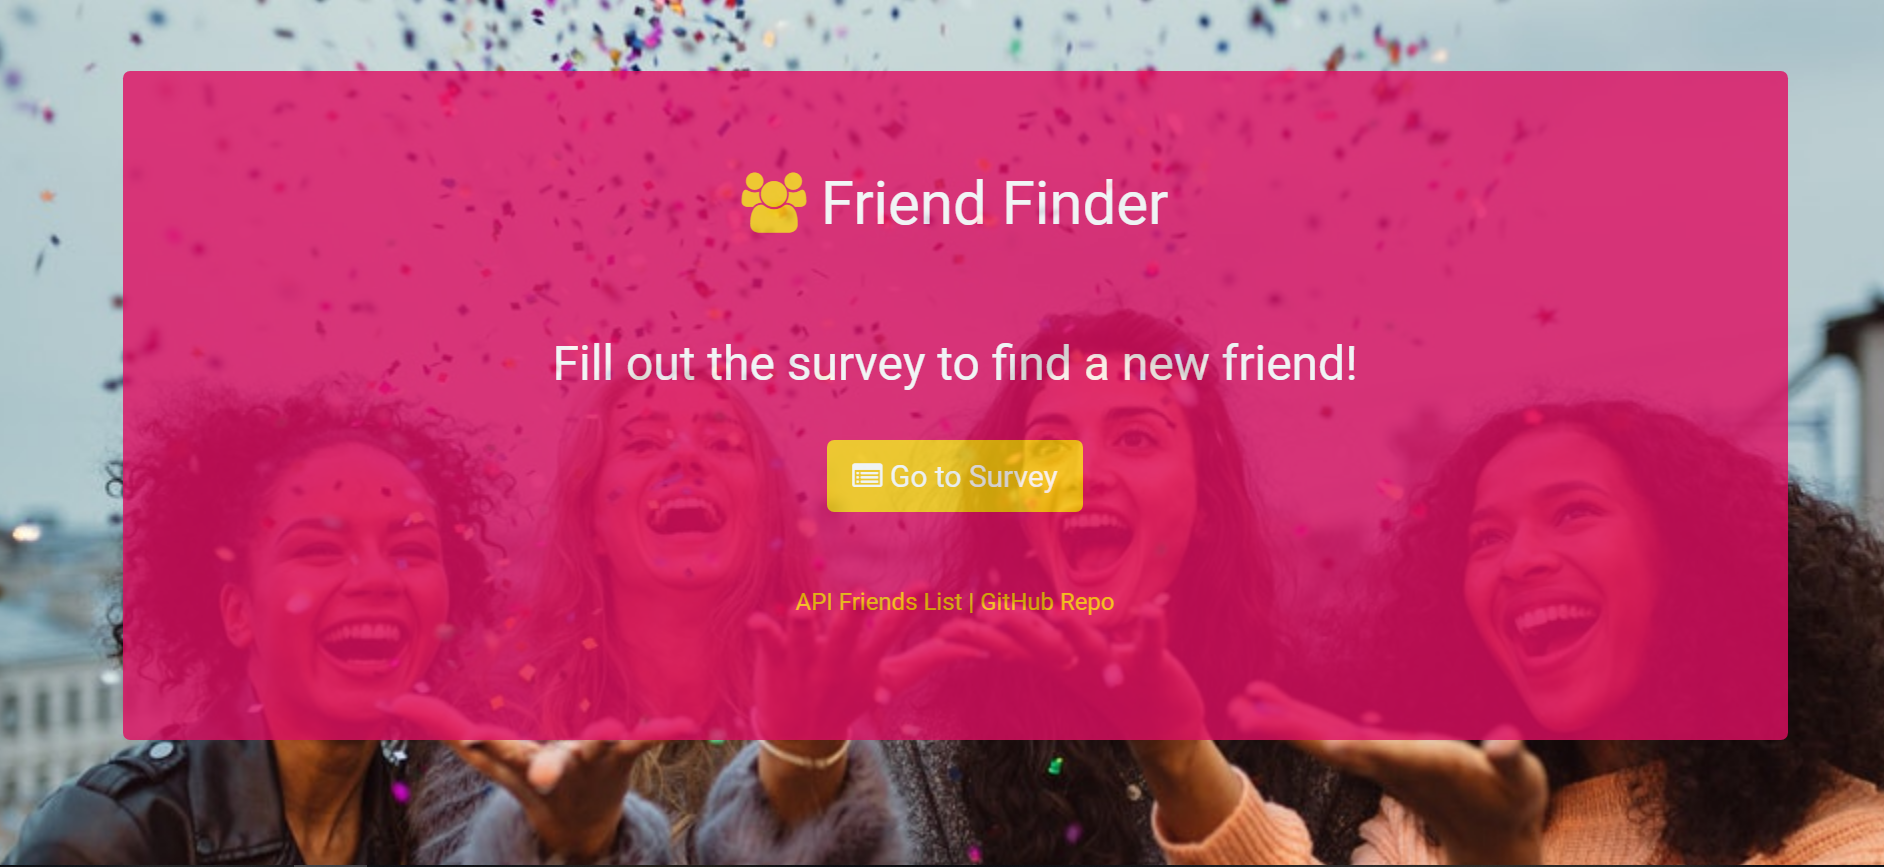 Friend Finder
Fill out the survey to find a new friend!
Go to Survey
API Friends List | GitHub Repo